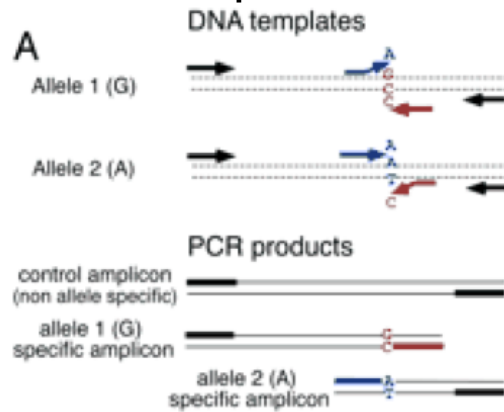 DNA templates
A
A
Allele 1 (G)
G
C
C
A
Allele 2 (A)
A
T
C
PCR products
control amplicon
(non allele specific)
allele 1 (G)
G
specific amplicon
C
allele 2 (A)
A
specific amplicon
T